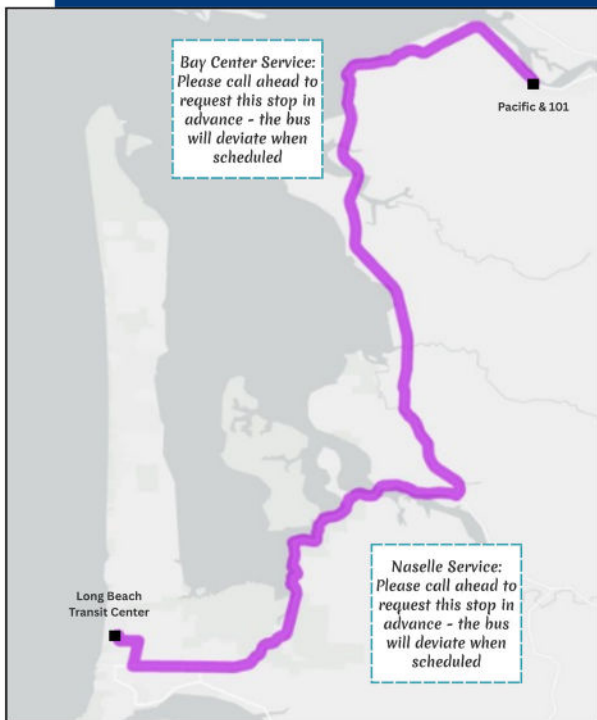 Bay Center Service:
Please call ahead to
request this stop in
advance - the bus
will deviate when
scheduled
Pacific & 101
Naselle Service:
Please call ahead to
request this stop in
advance - the bus
will deviate when
scheduled
Long Beach
Transit Center